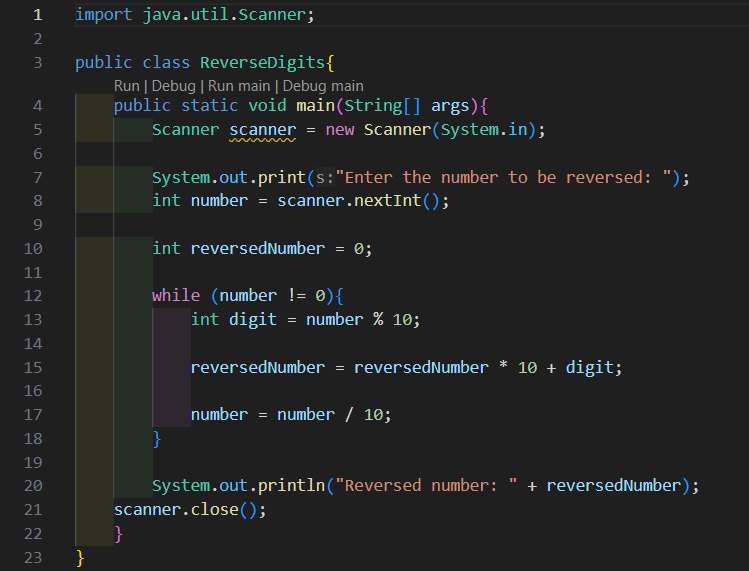 1 import java.util.Scanner;
2
3 public class ReverseDigits{
Run | Debug | Run main | Debug main
4 public static void main(String[] args){
5 Scanner scanner = new Scanner(System.in);
6
7 System.out.print(s:"Enter the number to be reversed: ");
8 int number = scanner.nextInt();
9
10 int reversedNumber = 0;
11
12 while (number != 0){
13 int digit = number % 10;
14
15 reversedNumber = reversedNumber * 10 + digit;
16
17 number = number / 10;
18 }
19
20 System.out.println("Reversed number: " + reversedNumber);
21 scanner.close();
22 }
23 }